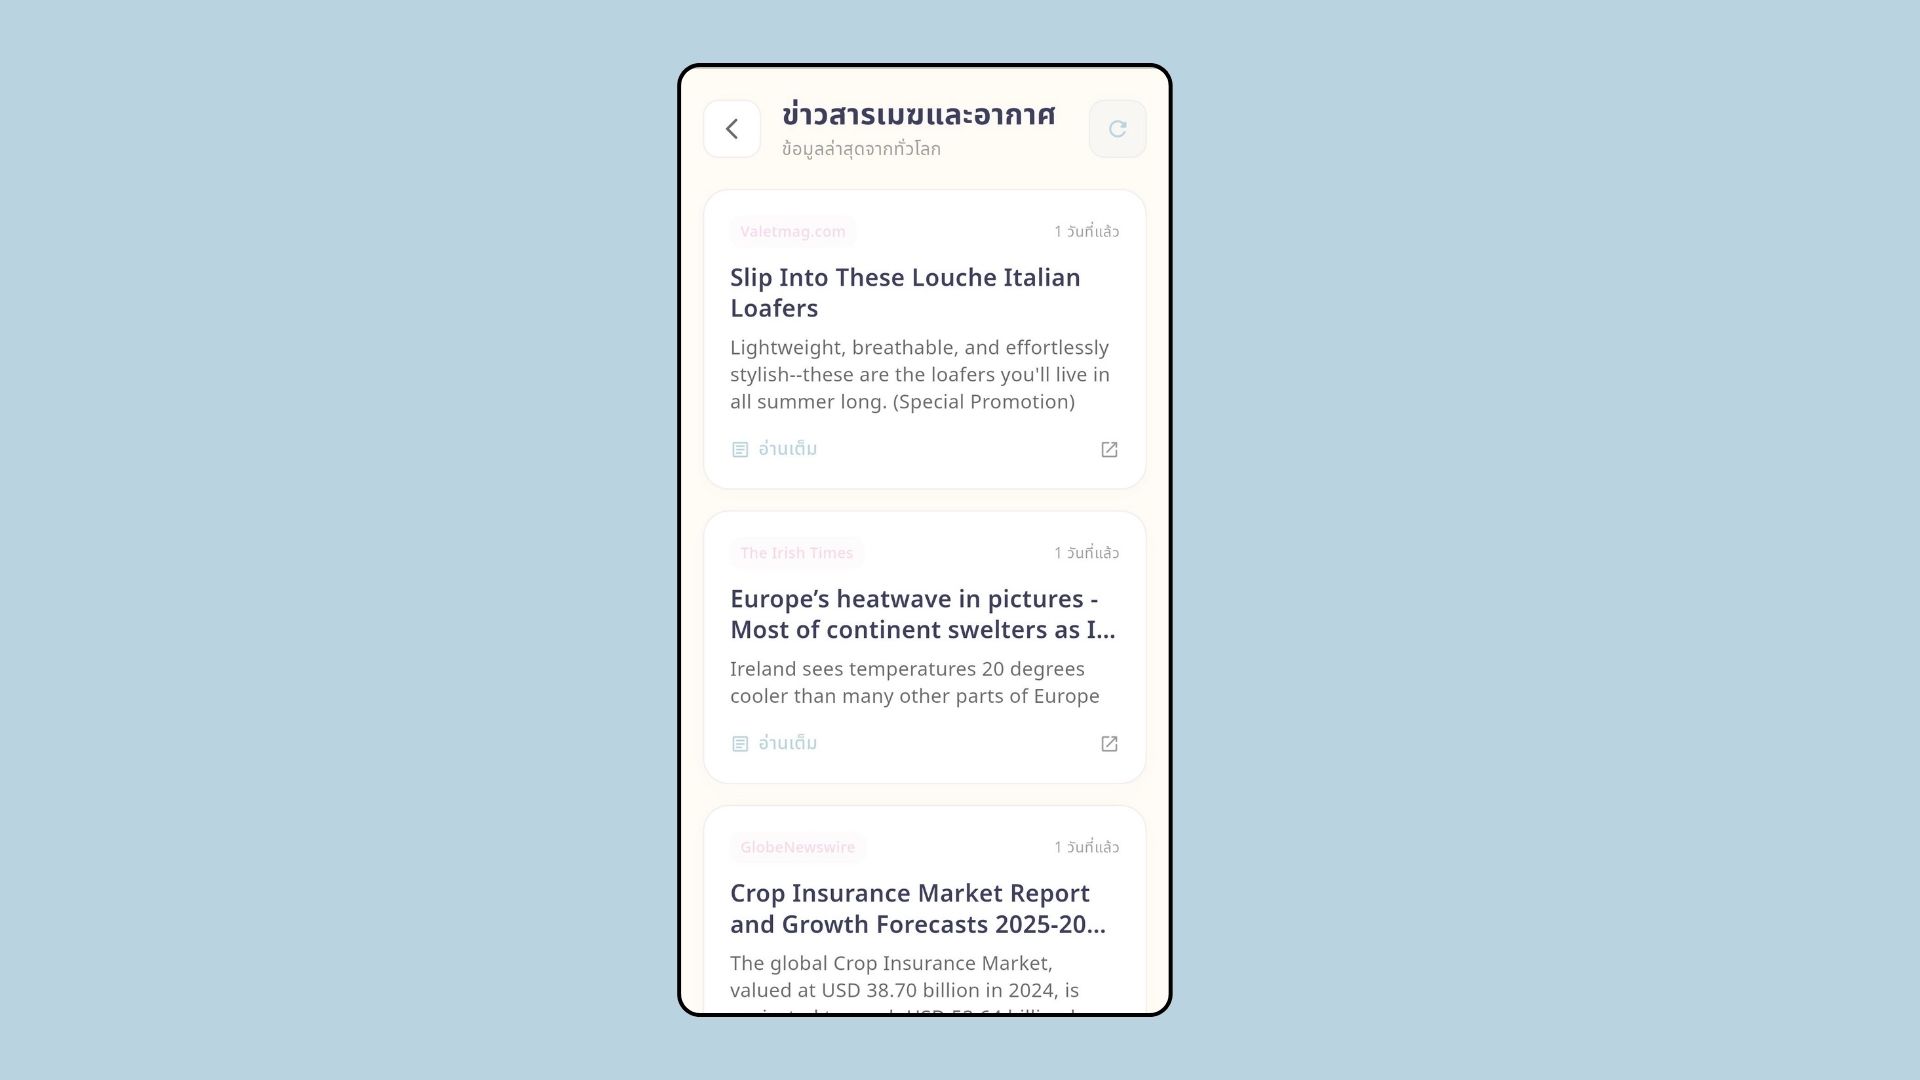 ข่าวสารเมฆและอากาศ
ข้อมูลล่าสุดจากทั่วโลก
Valetmag.com
1 วันที่แล้ว
Slip Into These Louche Italian
Loafers
Lightweight, breathable, and effortlessly
stylish--these are the loafers you'll live in
all summer long. (Special Promotion)
อ่านเต็ม
The Irish Times
1 วันที่แล้ว
Europe’s heatwave in pictures -
Most of continent swelters as I...
Ireland sees temperatures 20 degrees
cooler than many other parts of Europe
อ่านเต็ม
GlobeNewswire
1 วันที่แล้ว
Crop Insurance Market Report
and Growth Forecasts 2025-20...
The global Crop Insurance Market,
valued at USD 38.70 billion in 2024, is